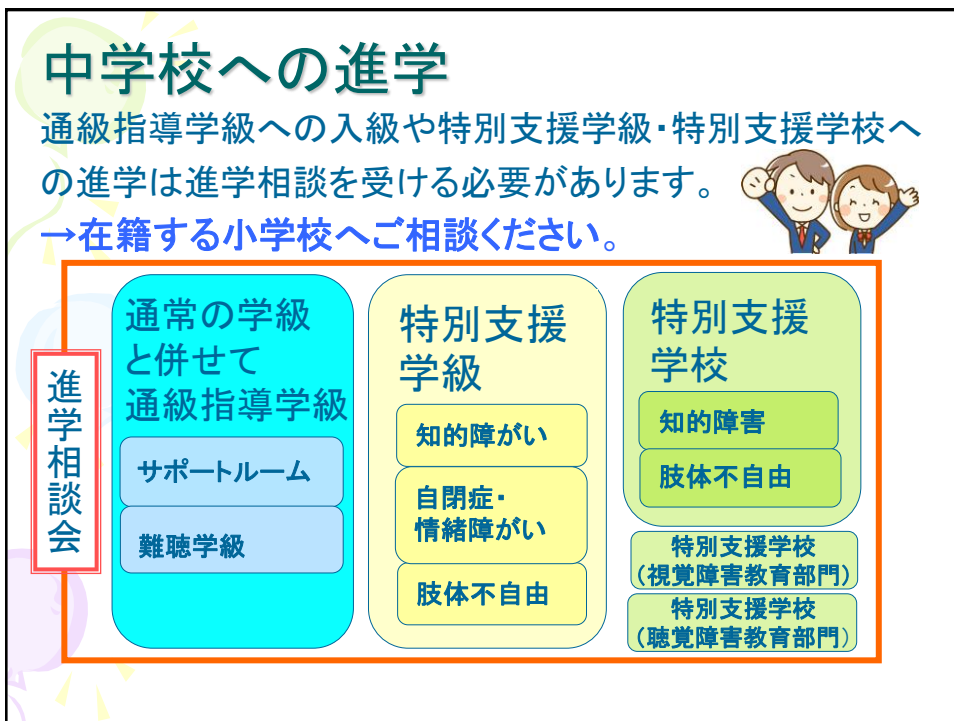 中学校への進学
通級指導学級への入級や特別支援学級・特別支援学校へ
の進学は進学相談を受ける必要があります。
→在籍する小学校へご相談ください。
進学相談会
通常の学級
と併せて
通級指導学級
サポートルーム
難聴学級
特別支援
学級
知的障がい
自閉症・
情緒障がい
肢体不自由
特別支援
学校
知的障害
肢体不自由
特別支援学校
（視覚障害教育部門）
特別支援学校
（聴覚障害教育部門）